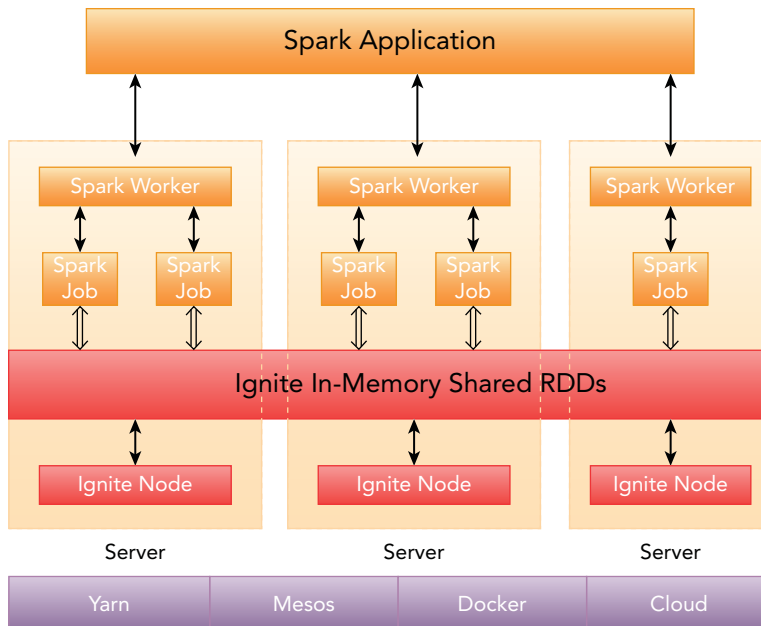 Spark Application
Spark Worker
Spark Worker
Spark Worker
Spark
Job
Spark
Job
Spark
Job
Spark
Job
Spark
Job
Ignite In-Memory Shared RDDs
Ignite Node
Ignite Node
Ignite Node
Server
Server
Server
Yarn
Mesos
Docker
Cloud